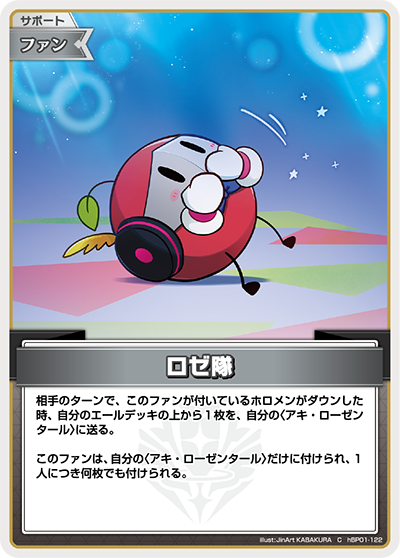 サポート
ファン
ロゼ隊
相手のターンで、このファンが付いているホロメンがダウンした
時、自分のエールデッキの上から1枚を、自分の〈アキ・ローゼン
タール〉に送る。
このファンは、自分の〈アキ・ローゼンタール〉だけに付けられ、1
人につき何枚でも付けられる。
illust:JinArt KABAKURA C hBP01-122